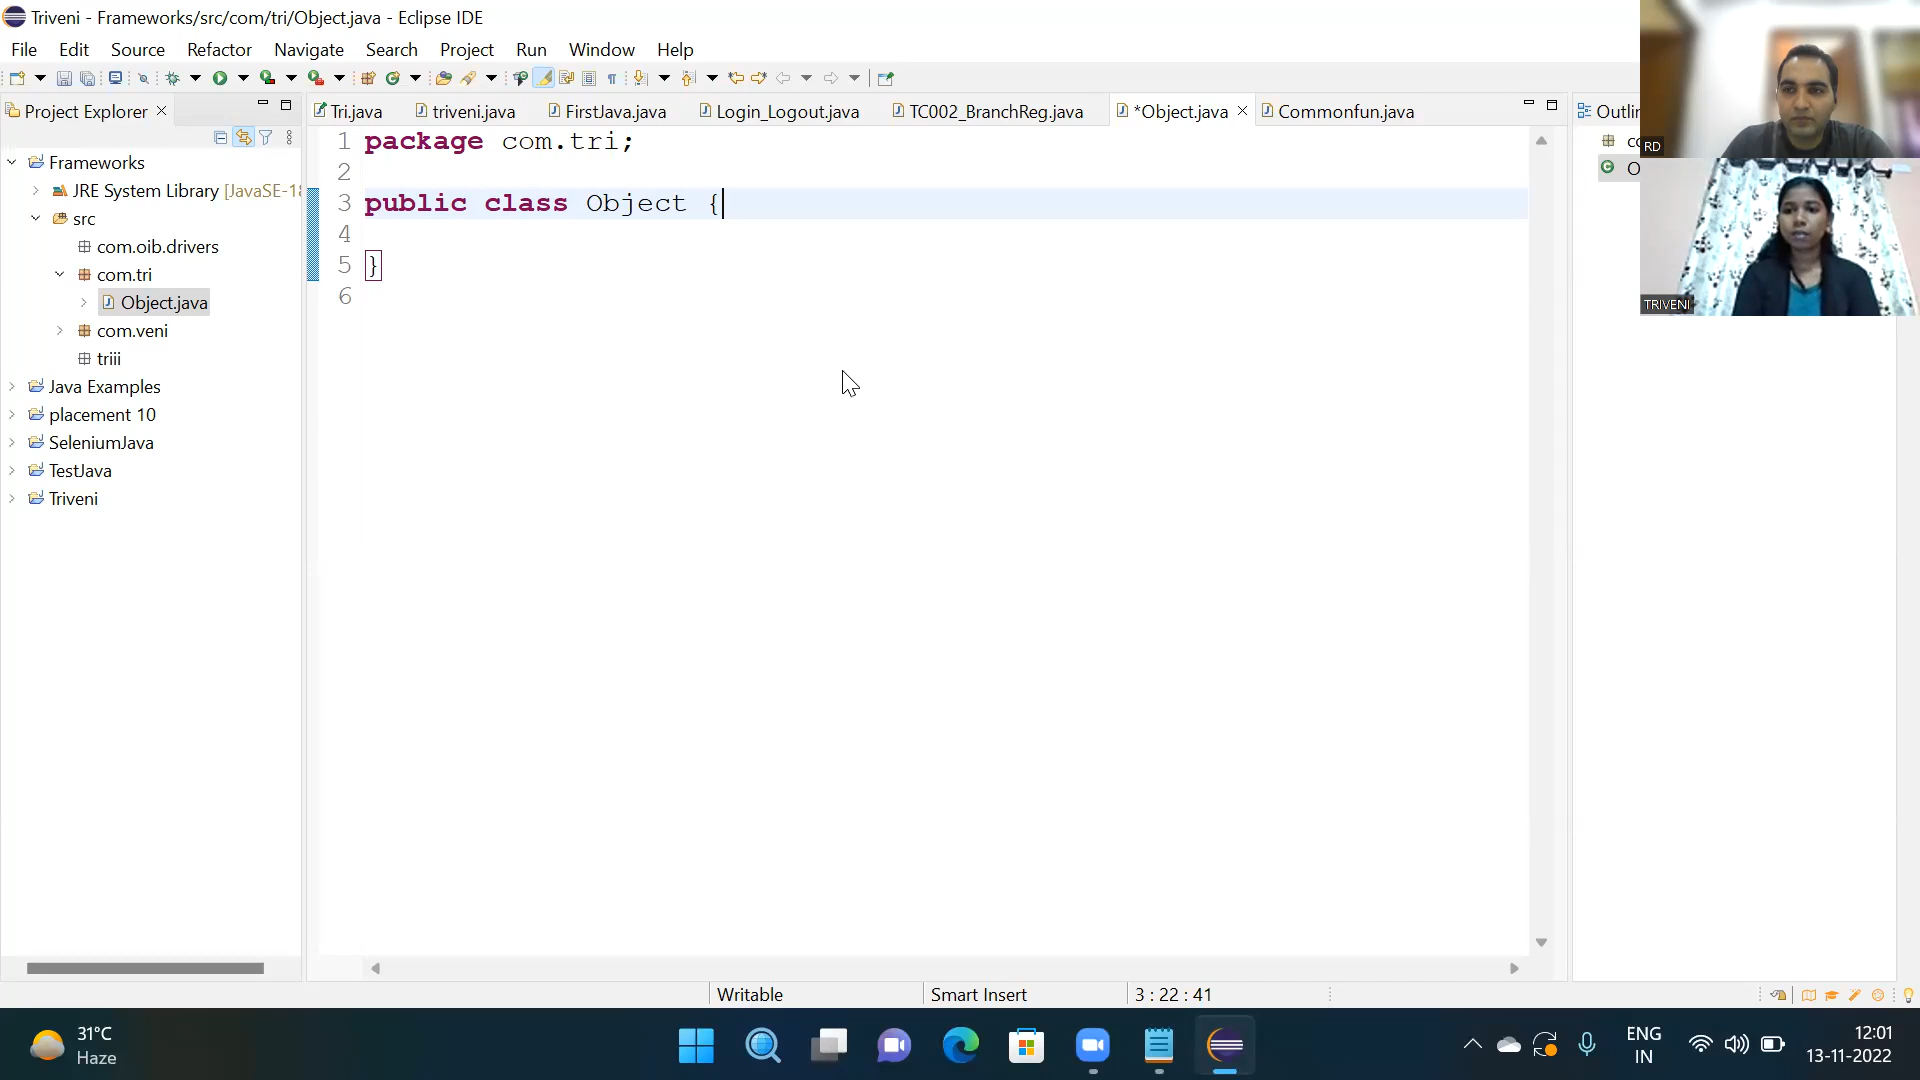 Triveni - Frameworks/src/com/tri/Object.java - Eclipse IDE
File Edit Source Refactor Navigate Search Project Run Window Help
Project Explorer
Tri.java triveni.java FirstJava.java Login_Logout.java TC002_BranchReg.java *Object.java Commonfun.java
Outlin
RD
TRIVENI
Frameworks
JRE System Library [JavaSE-18
src
com.oib.drivers
com.tri
Object.java
com.veni
triii
Java Examples
placement 10
SeleniumJava
TestJava
Triveni
1 package com.tri;
2
3 public class Object {
4
5 }
6
Writable Smart Insert 3 : 22 : 41
31°C
Haze
ENG
IN
12:01
13-11-2022